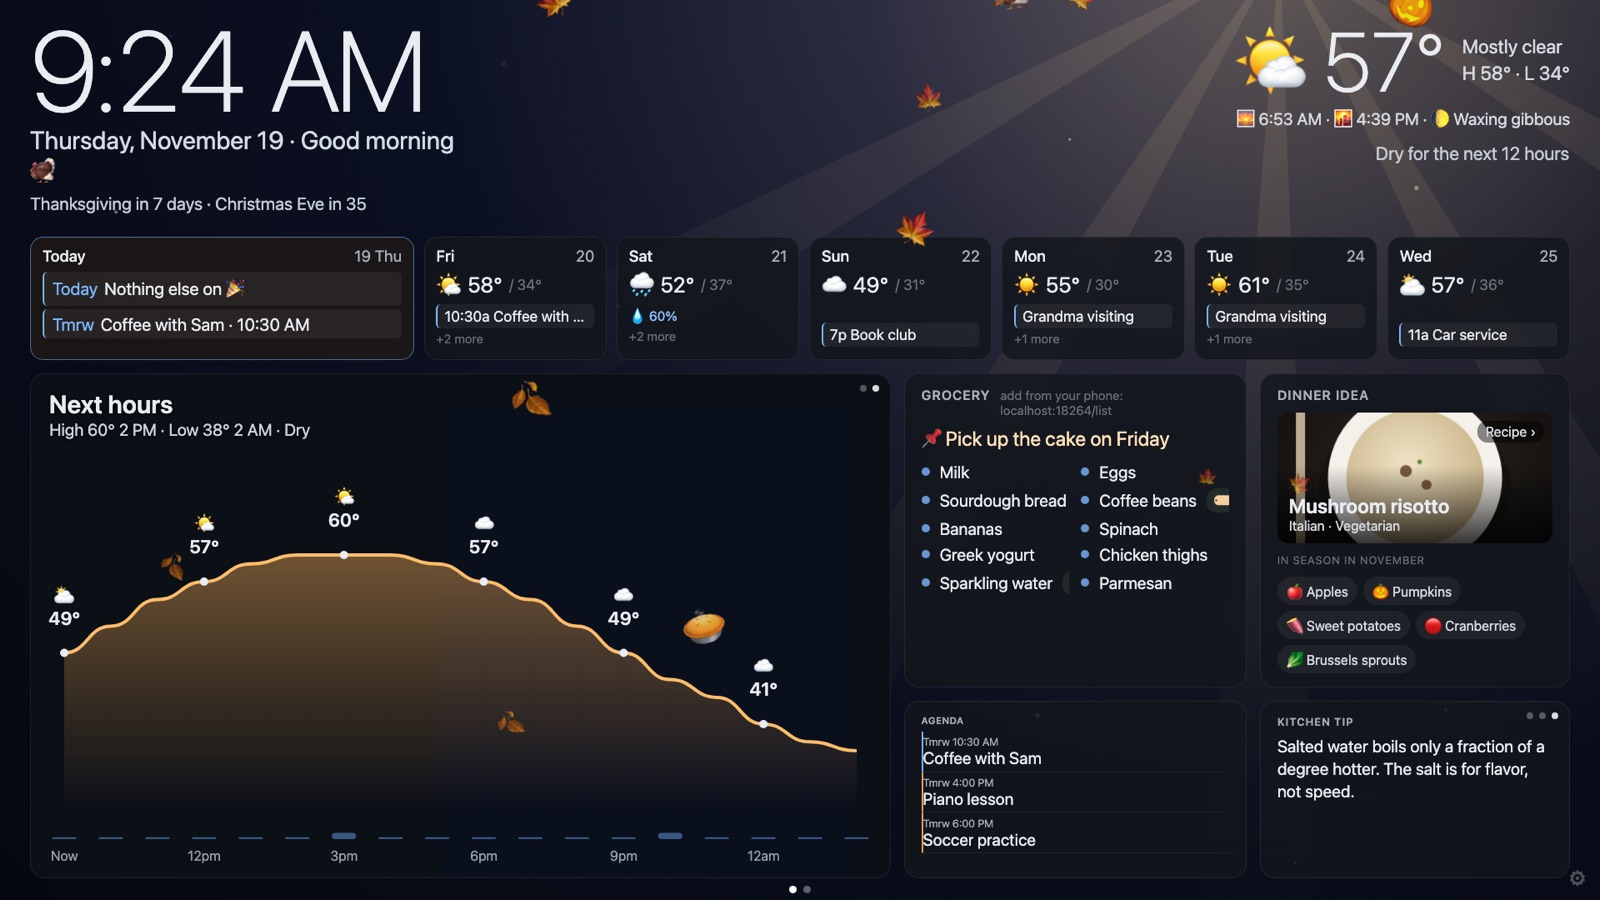 9:24 AM
Thursday, November 19 · Good morning
Thanksgiving in 7 days · Christmas Eve in 35
57°
Mostly clear
H 58° · L 34°
6:53 AM · 4:39 PM · Waxing gibbous
Dry for the next 12 hours
Today 19 Thu
Today Nothing else on
Tmrw Coffee with Sam · 10:30 AM
Fri 20
58° / 34°
10:30a Coffee with ...
+2 more
Sat 21
52° / 37°
60%
+2 more
Sun 22
49° / 31°
7p Book club
Mon 23
55° / 30°
Grandma visiting
+1 more
Tue 24
61° / 35°
Grandma visiting
+1 more
Wed 25
57° / 36°
11a Car service
Next hours
High 60° 2 PM · Low 38° 2 AM · Dry
49°
57°
60°
57°
49°
41°
Now 12pm 3pm 6pm 9pm 12am
GROCERY add from your phone:
localhost:18264/list
Pick up the cake on Friday
Milk
Eggs
Sourdough bread
Coffee beans
Bananas
Spinach
Greek yogurt
Chicken thighs
Sparkling water
Parmesan
DINNER IDEA
Recipe ›
Mushroom risotto
Italian · Vegetarian
IN SEASON IN NOVEMBER
Apples
Pumpkins
Sweet potatoes
Cranberries
Brussels sprouts
AGENDA
Tmrw 10:30 AM
Coffee with Sam
Tmrw 4:00 PM
Piano lesson
Tmrw 6:00 PM
Soccer practice
KITCHEN TIP
Salted water boils only a fraction of a
degree hotter. The salt is for flavor,
not speed.